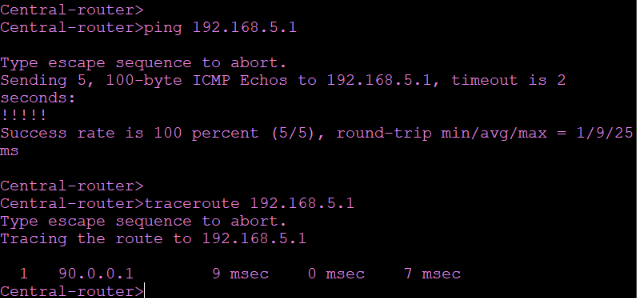 Central-router>
Central-router>ping 192.168.5.1
Type escape sequence to abort.
Sending 5, 100-byte ICMP Echos to 192.168.5.1, timeout is 2
seconds:
!!!!!
Success rate is 100 percent (5/5), round-trip min/avg/max = 1/9/25
ms
Central-router>
Central-router>traceroute 192.168.5.1
Type escape sequence to abort.
Tracing the route to 192.168.5.1
1 90.0.0.1 9 msec 0 msec 7 msec
Central-router>